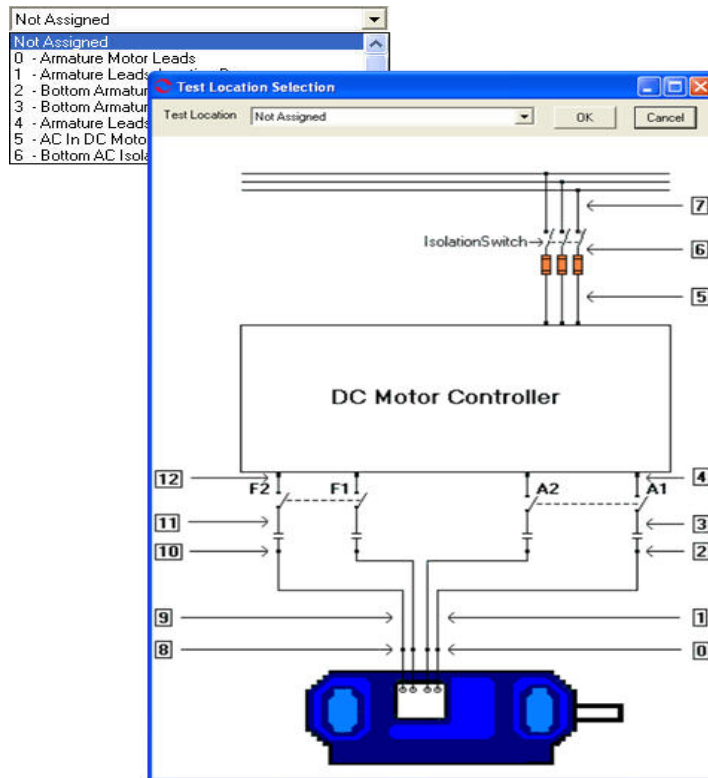 Not Assigned
Not Assigned
0 - Armature Motor Leads
1 - Armature Leads
2 - Bottom Armatur
3 - Bottom Armatur
4 - Armature Leads
5 - AC In DC Moto
6 - Bottom AC Isola
Test Location Selection
Test Location Not Assigned OK Cancel
7
IsolationSwitch
6
5
DC Motor Controller
12 4
F2 F1 A2 A1
11 3
10 2
9 1
8 0